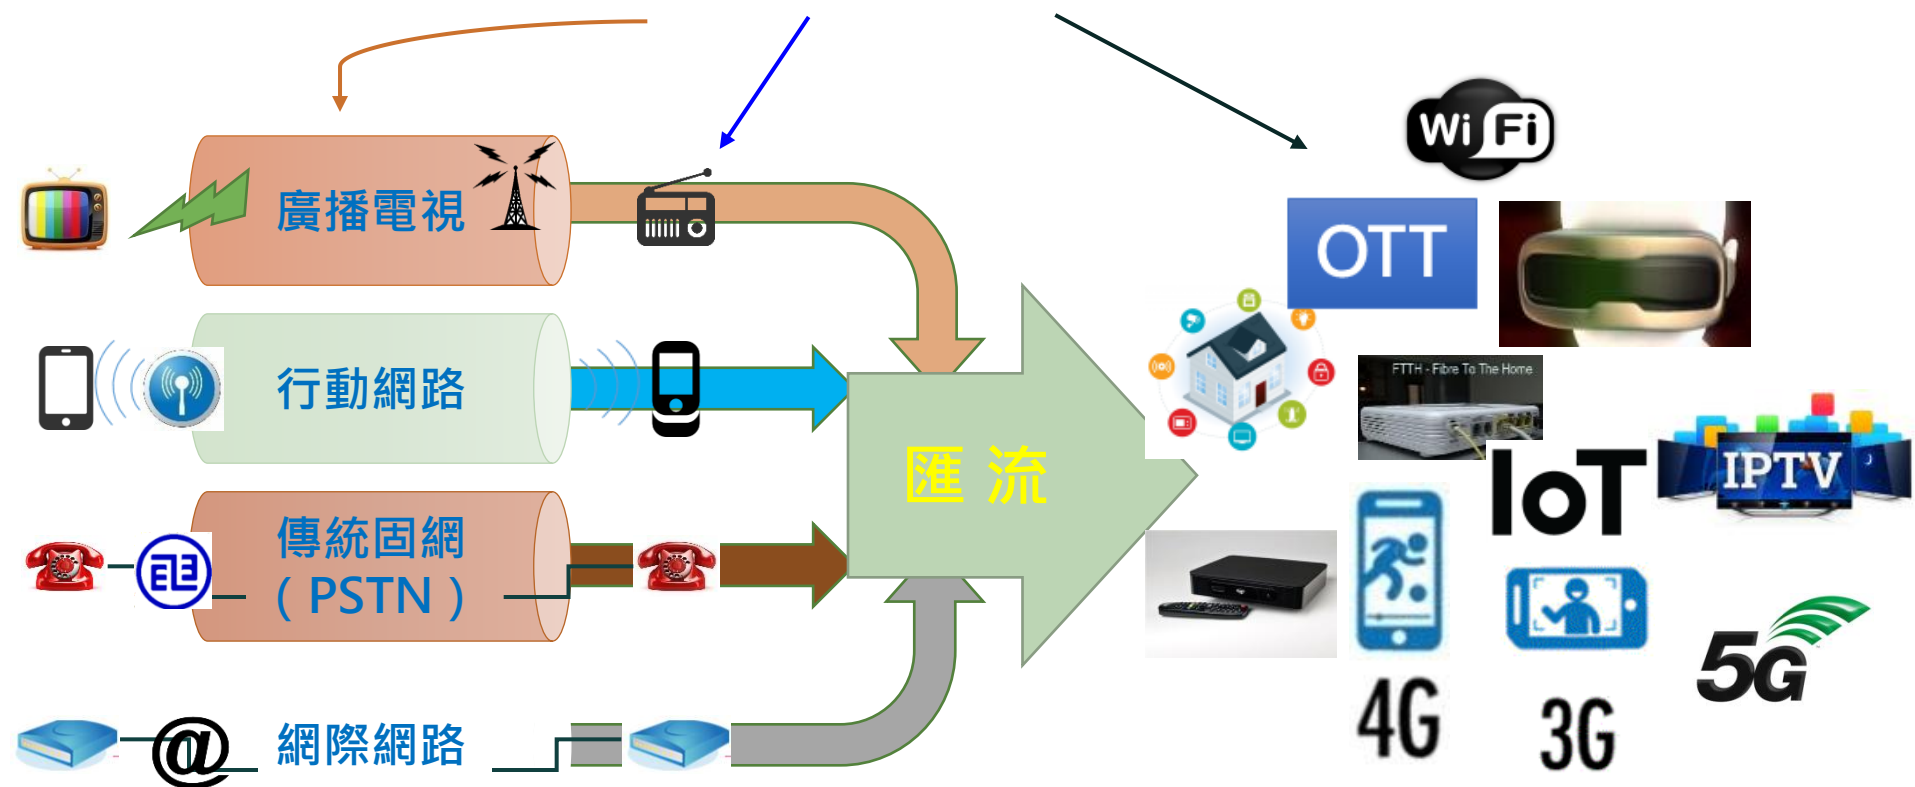 Wi Fi
廣播電視
OTT
行動網路
FTTH - Fibre To The Home
匯流
IoT
IPTV
傳統固網
（PSTN）
5G
4G
3G
@
網際網路